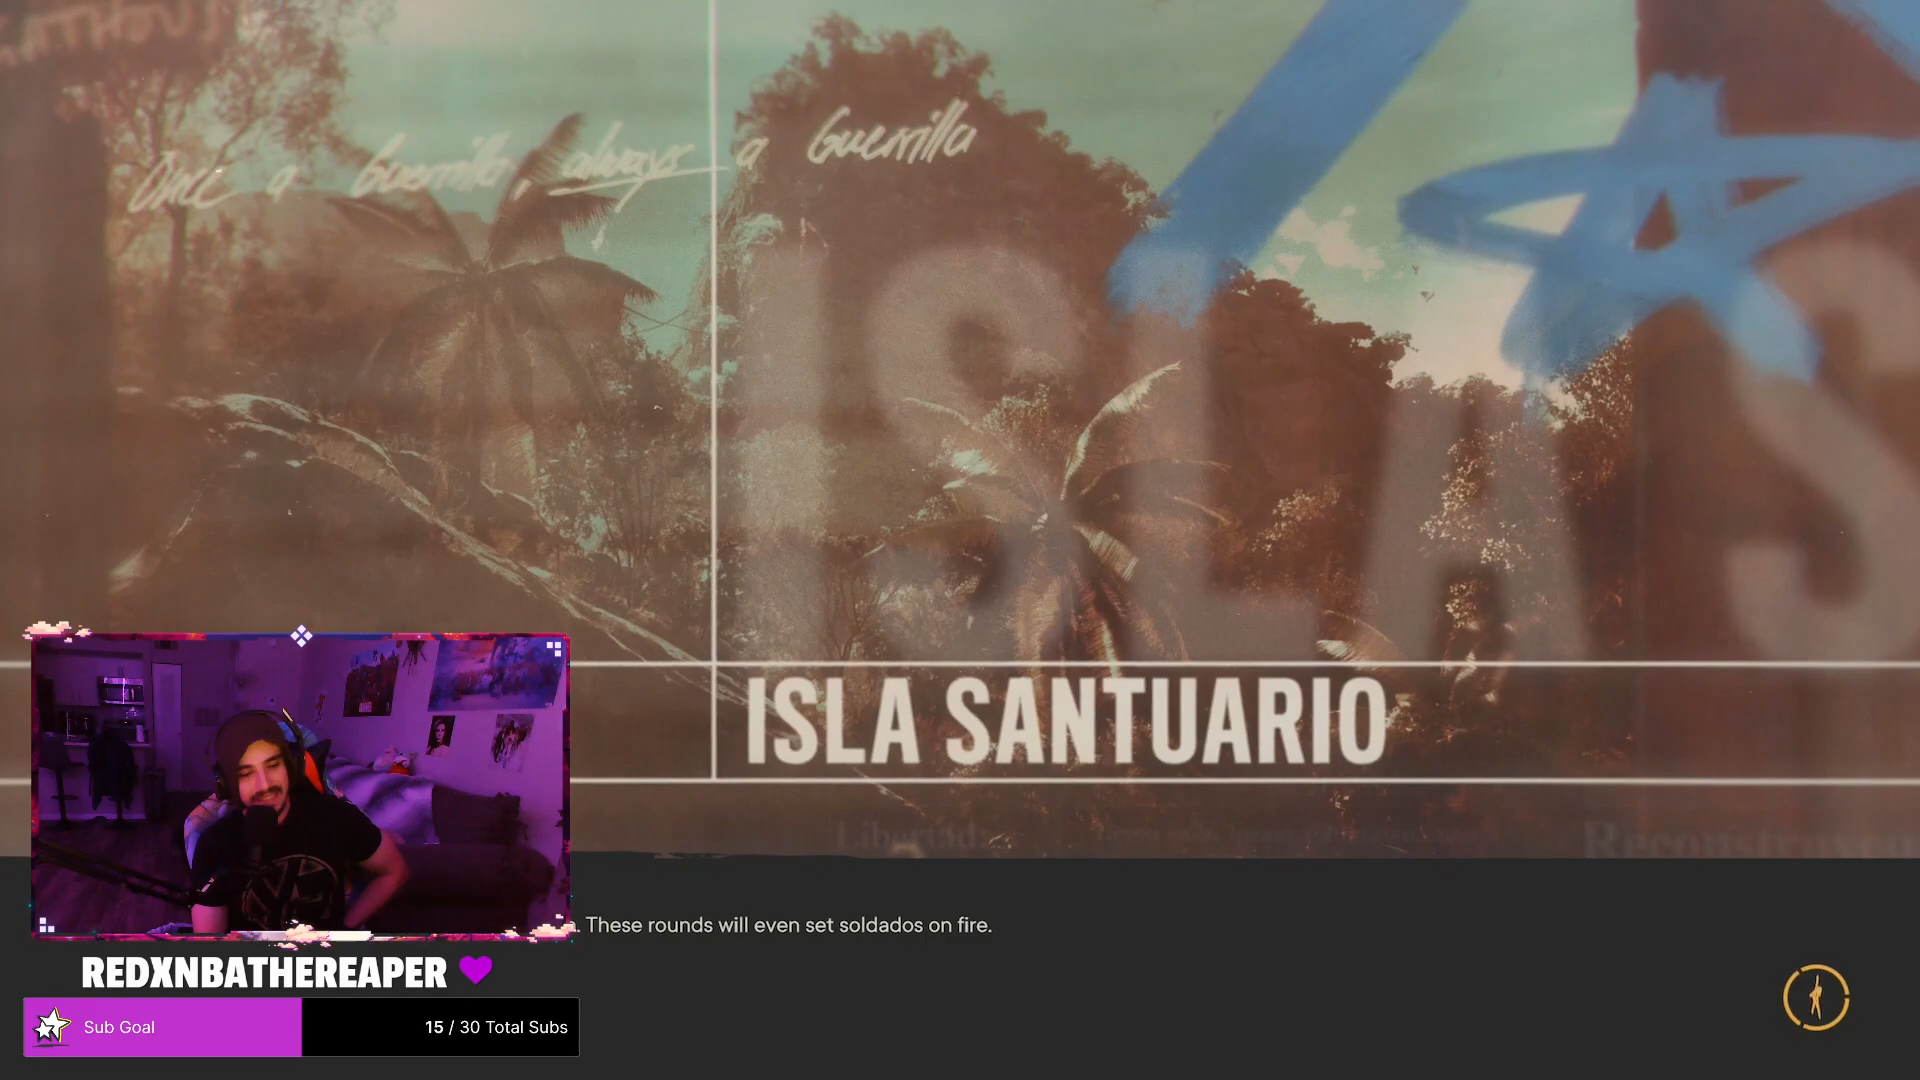 Once a Guerrilla, always a Guerrilla
ISLAS
ISLA SANTUARIO
Libertad
. These rounds will even set soldados on fire.
REDXNBATHEREAPER
Sub Goal
15 / 30 Total Subs